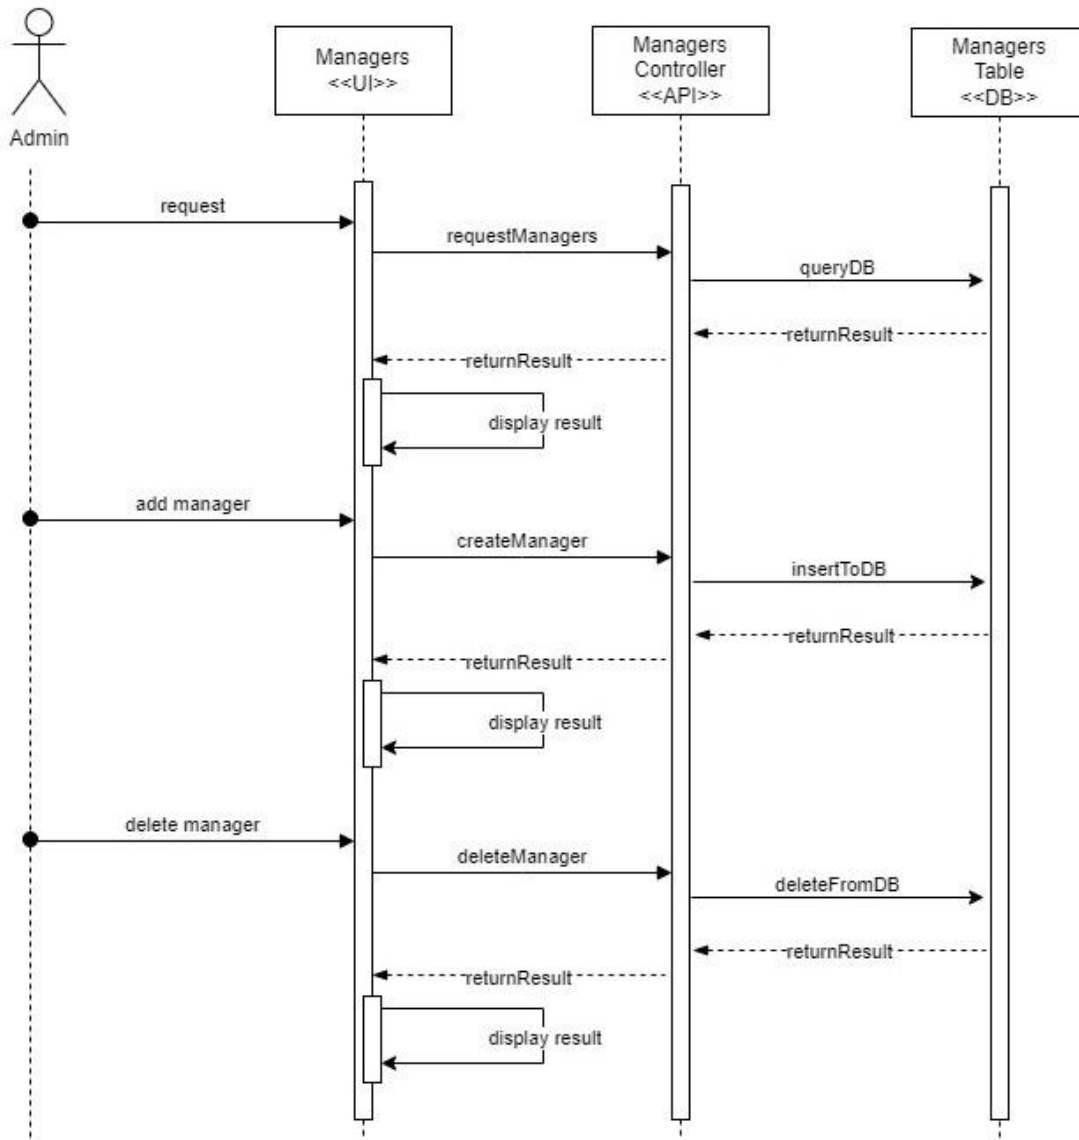 Managers
<<UI>>
Managers
Controller
<<API>>
Managers
Table
<<DB>>
Admin
request
requestManagers
queryDB
returnResult
returnResult
display result
add manager
createManager
insertToDB
returnResult
returnResult
display result
delete manager
deleteManager
deleteFromDB
returnResult
returnResult
display result